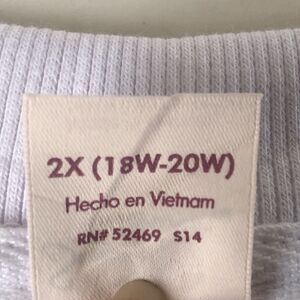 2X (18W-20W)
Hecho en Vietnam
RN# 52469 S14